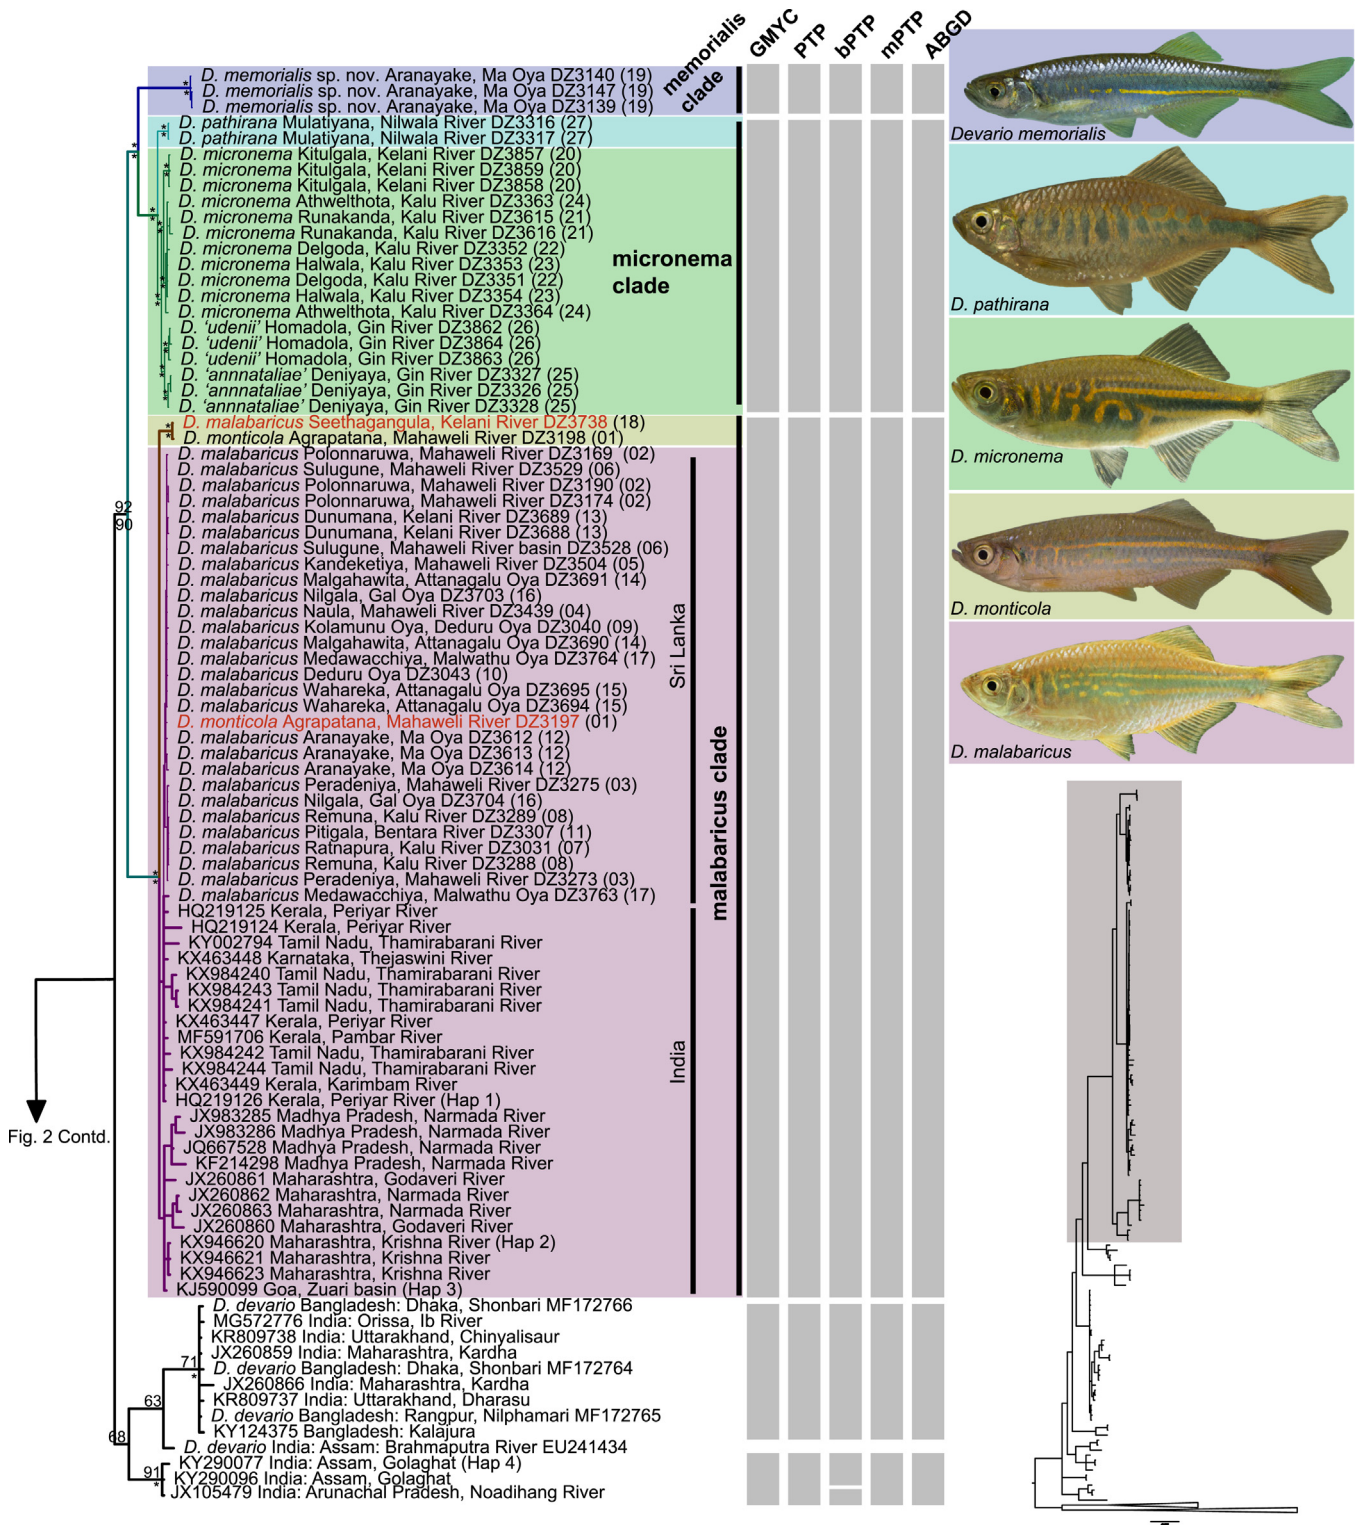 memorialis clade
GMYC
PTP
bPTP
mPTP
ABGD
D. memorialis sp. nov. Aranayake, Ma Oya DZ3140 (19)
D. memorialis sp. nov. Aranayake, Ma Oya DZ3147 (19)
D. memorialis sp. nov. Aranayake, Ma Oya DZ3139 (19)
D. pathirana Mulatiyana, Nilwala River DZ3316 (27)
D. pathirana Mulatiyana, Nilwala River DZ3317 (27)
D. micronema Kitulgala, Kelani River DZ3857 (20)
D. micronema Kitulgala, Kelani River DZ3859 (20)
D. micronema Kitulgala, Kelani River DZ3858 (20)
D. micronema Athwelthota, Kalu River DZ3363 (24)
D. micronema Runakanda, Kalu River DZ3615 (21)
D. micronema Runakanda, Kalu River DZ3616 (21)
D. micronema Delgoda, Kalu River DZ3352 (22)
D. micronema Halwala, Kalu River DZ3353 (23)
D. micronema Delgoda, Kalu River DZ3351 (22)
D. micronema Halwala, Kalu River DZ3354 (23)
D. micronema Athwelthota, Kalu River DZ3364 (24)
D. ‘udenii’ Homadola, Gin River DZ3862 (26)
D. ‘udenii’ Homadola, Gin River DZ3864 (26)
D. ‘udenii’ Homadola, Gin River DZ3863 (26)
D. ‘annnataliae’ Deniyaya, Gin River DZ3327 (25)
D. ‘annnataliae’ Deniyaya, Gin River DZ3326 (25)
D. ‘annnataliae’ Deniyaya, Gin River DZ3328 (25)
micronema
clade
D. malabaricus Seethagangula, Kelani River DZ3738 (18)
D. monticola Agrapatana, Mahaweli River DZ3198 (01)
D. malabaricus Polonnaruwa, Mahaweli River DZ3169 (02)
D. malabaricus Sulugune, Mahaweli River DZ3529 (06)
D. malabaricus Polonnaruwa, Mahaweli River DZ3190 (02)
D. malabaricus Polonnaruwa, Mahaweli River DZ3174 (02)
D. malabaricus Dunumana, Kelani River DZ3689 (13)
D. malabaricus Dunumana, Kelani River DZ3688 (13)
D. malabaricus Sulugune, Mahaweli River basin DZ3528 (06)
D. malabaricus Kandeketiya, Mahaweli River DZ3504 (05)
D. malabaricus Malgahawita, Attanagalu Oya DZ3691 (14)
D. malabaricus Nilgala, Gal Oya DZ3703 (16)
D. malabaricus Naula, Mahaweli River DZ3439 (04)
D. malabaricus Kolamunu Oya, Deduru Oya DZ3040 (09)
D. malabaricus Malgahawita, Attanagalu Oya DZ3690 (14)
D. malabaricus Medawacchiya, Malwathu Oya DZ3764 (17)
D. malabaricus Deduru Oya DZ3043 (10)
D. malabaricus Wahareka, Attanagalu Oya DZ3695 (15)
D. malabaricus Wahareka, Attanagalu Oya DZ3694 (15)
D. monticola Agrapatana, Mahaweli River DZ3197 (01)
D. malabaricus Aranayake, Ma Oya DZ3612 (12)
D. malabaricus Aranayake, Ma Oya DZ3613 (12)
D. malabaricus Aranayake, Ma Oya DZ3614 (12)
D. malabaricus Peradeniya, Mahaweli River DZ3275 (03)
D. malabaricus Nilgala, Gal Oya DZ3704 (16)
D. malabaricus Remuna, Kalu River DZ3289 (08)
D. malabaricus Pitigala, Bentara River DZ3307 (11)
D. malabaricus Ratnapura, Kalu River DZ3031 (07)
D. malabaricus Remuna, Kalu River DZ3288 (08)
D. malabaricus Peradeniya, Mahaweli River DZ3273 (03)
D. malabaricus Medawacchiya, Malwathu Oya DZ3763 (17)
HQ219125 Kerala, Periyar River
HQ219124 Kerala, Periyar River
KY002794 Tamil Nadu, Thamirabarani River
KX463448 Karnataka, Thejaswini River
KX984240 Tamil Nadu, Thamirabarani River
KX984243 Tamil Nadu, Thamirabarani River
KX984241 Tamil Nadu, Thamirabarani River
KX463447 Kerala, Periyar River
MF591706 Kerala, Pambar River
KX984242 Tamil Nadu, Thamirabarani River
KX984244 Tamil Nadu, Thamirabarani River
KX463449 Kerala, Karimbam River
HQ219126 Kerala, Periyar River (Hap 1)
JX983285 Madhya Pradesh, Narmada River
JX983286 Madhya Pradesh, Narmada River
JQ667528 Madhya Pradesh, Narmada River
KF214298 Madhya Pradesh, Narmada River
JX260861 Maharashtra, Godaveri River
JX260862 Maharashtra, Narmada River
JX260863 Maharashtra, Narmada River
JX260860 Maharashtra, Godaveri River
KX946620 Maharashtra, Krishna River (Hap 2)
KX946621 Maharashtra, Krishna River
KX946623 Maharashtra, Krishna River
KJ590099 Goa, Zuari basin (Hap 3)
Sri Lanka
India
malabaricus clade
D. devario Bangladesh: Dhaka, Shonbari MF172766
MG572776 India: Orissa, Ib River
KR809738 India: Uttarakhand, Chinyalisaur
JX260859 India: Maharashtra, Kardha
D. devario Bangladesh: Dhaka, Shonbari MF172764
JX260866 India: Maharashtra, Kardha
KR809737 India: Uttarakhand, Dharasu
D. devario Bangladesh: Rangpur, Nilphamari MF172765
KY124375 Bangladesh: Kalajura
D. devario India: Assam: Brahmaputra River EU241434
KY290077 India: Assam, Golaghat (Hap 4)
KY290096 India: Assam, Golaghat
JX105479 India: Arunachal Pradesh, Noadihang River
92
90
71
63
68
91
Fig. 2 Contd.
Devario memorialis
D. pathirana
D. micronema
D. monticola
D. malabaricus